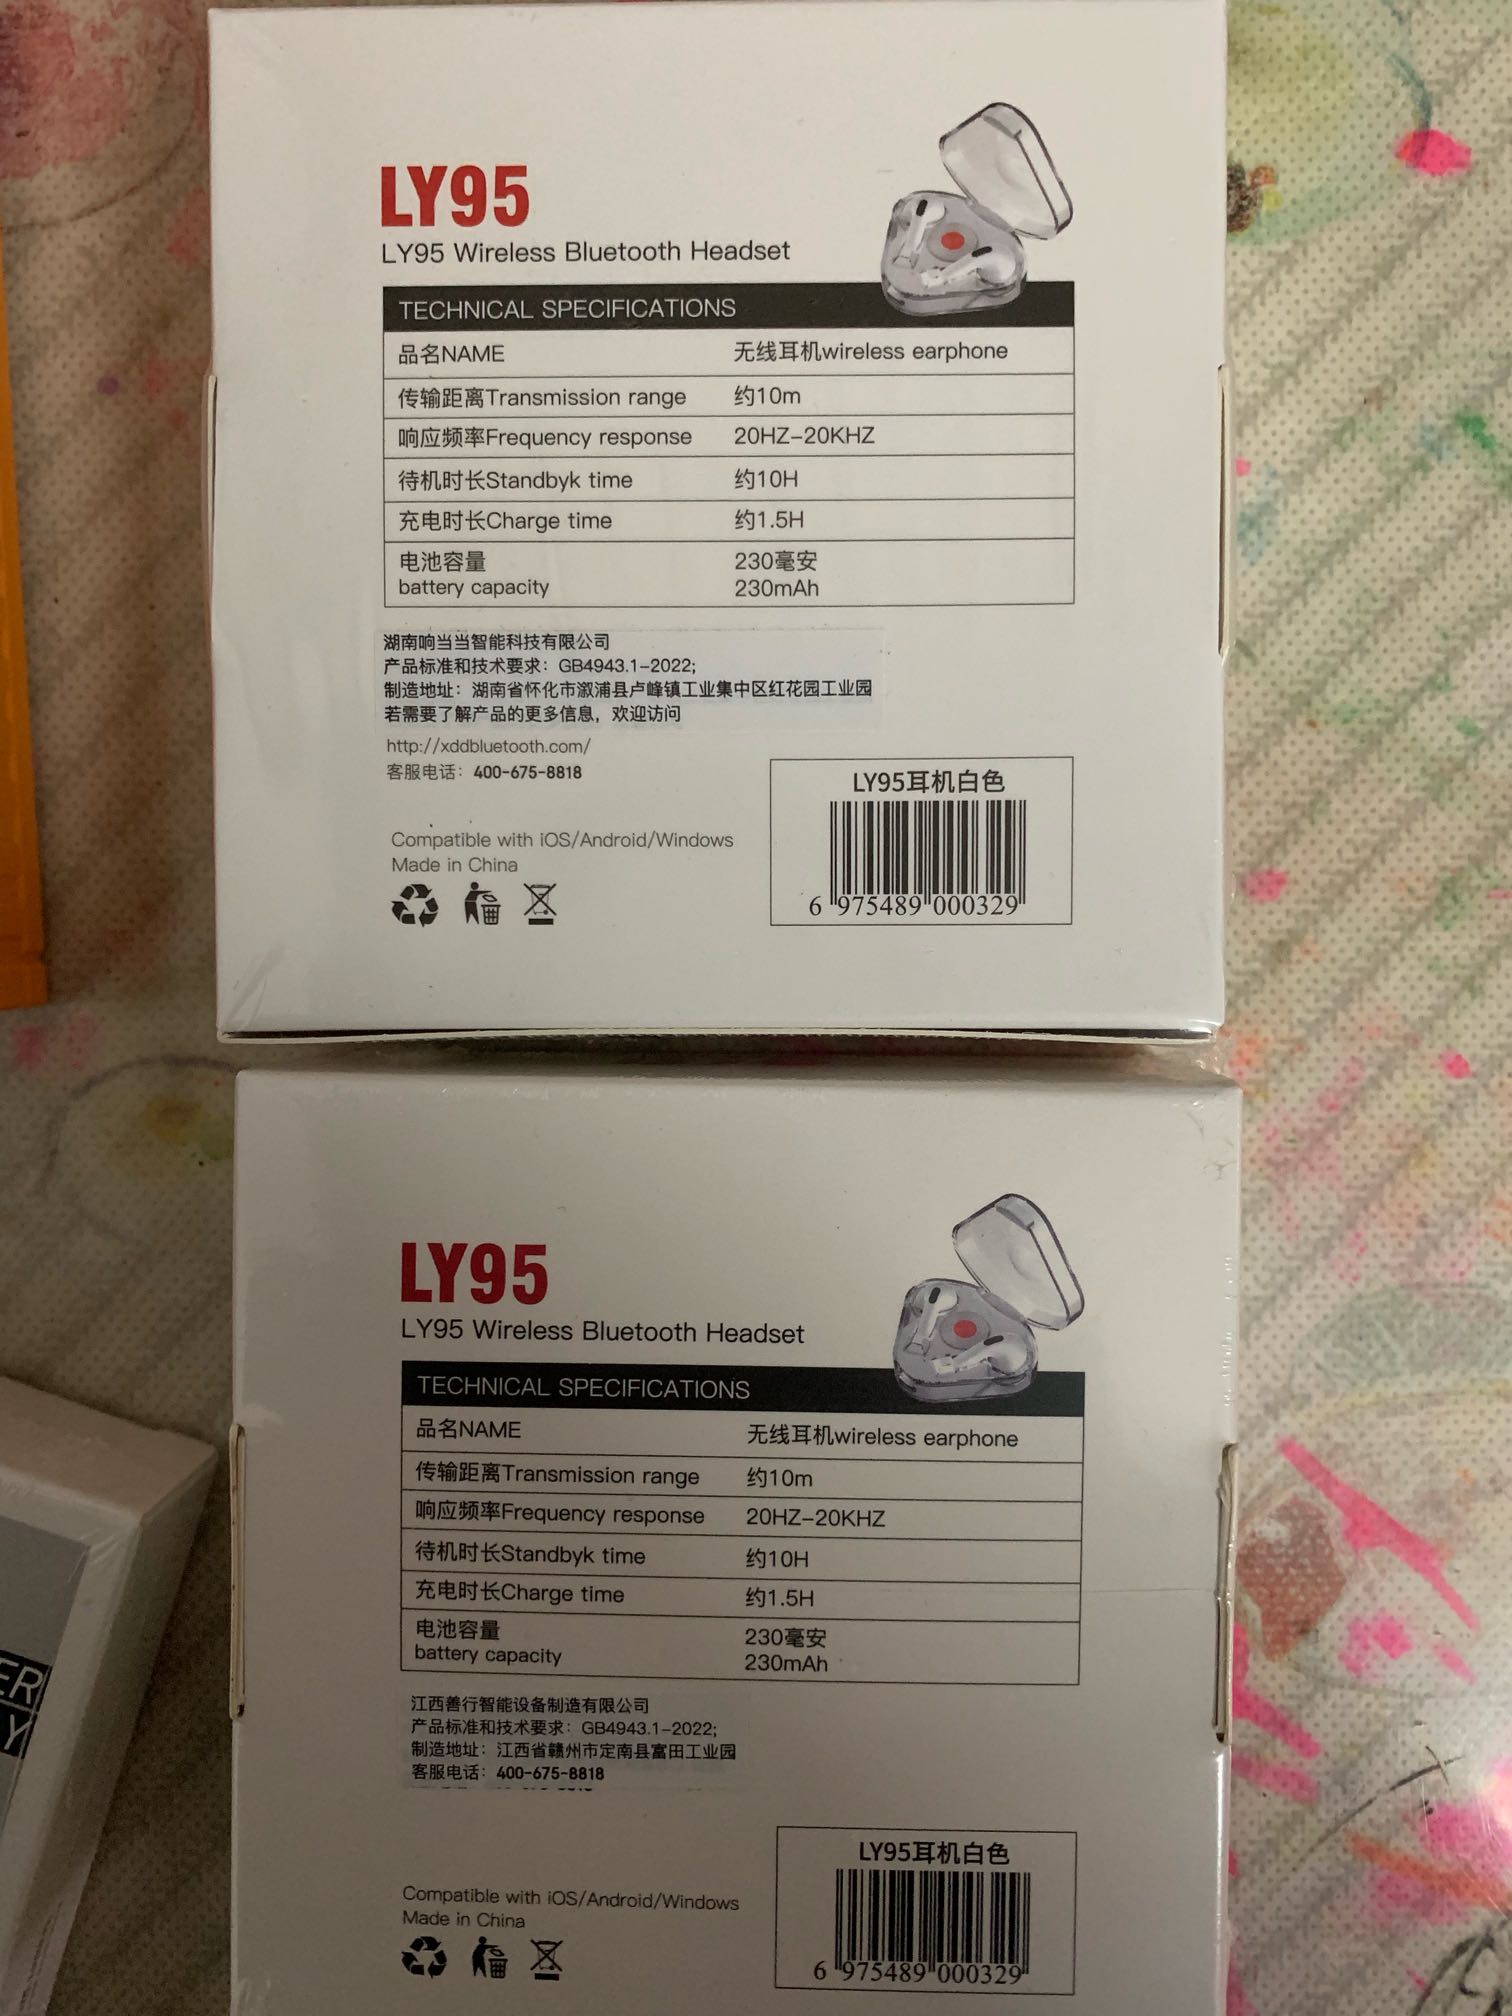 LY95
LY95 Wireless Bluetooth Headset
TECHNICAL SPECIFICATIONS
品名NAME 无线耳机wireless earphone
传输距离Transmission range 约10m
响应频率Frequency response 20HZ-20KHZ
待机时长Standbyk time 约10H
充电时长Charge time 约1.5H
电池容量 230毫安
battery capacity 230mAh
湖南响当当智能科技有限公司
产品标准和技术要求：GB4943.1-2022;
制造地址：湖南省怀化市溆浦县卢峰镇工业集中区红花园工业园
若需要了解产品的更多信息，欢迎访问
http://xddbluetooth.com/
客服电话：400-675-8818
Compatible with iOS/Android/Windows
Made in China
LY95耳机白色
6 975489 000329
LY95
LY95 Wireless Bluetooth Headset
TECHNICAL SPECIFICATIONS
品名NAME 无线耳机wireless earphone
传输距离Transmission range 约10m
响应频率Frequency response 20HZ-20KHZ
待机时长Standbyk time 约10H
充电时长Charge time 约1.5H
电池容量 230毫安
battery capacity 230mAh
江西善行智能设备制造有限公司
产品标准和技术要求：GB4943.1-2022;
制造地址：江西省赣州市定南县富田工业园
客服电话：400-675-8818
Compatible with iOS/Android/Windows
Made in China
LY95耳机白色
6 975489 000329
ER
Y